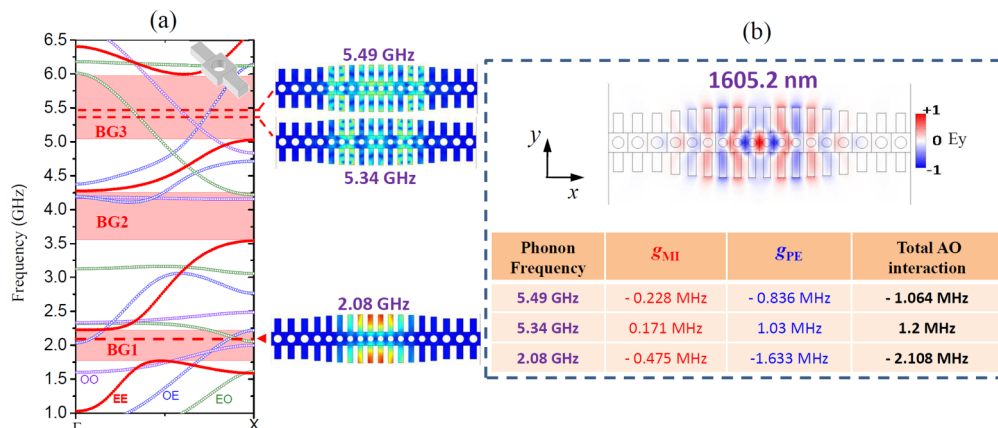 (a)
6.5
6.0
5.5
5.0
4.5
4.0
3.5
3.0
2.5
2.0
1.5
1.0
Frequency (GHz)
BG3
BG2
BG1
OO
EE
OE
EO
Γ
X
5.49 GHz
5.34 GHz
2.08 GHz
(b)
1605.2 nm
y
x
+1
0 Ey
-1
Phonon Frequency gMI gPE Total AO interaction
5.49 GHz - 0.228 MHz - 0.836 MHz - 1.064 MHz
5.34 GHz 0.171 MHz 1.03 MHz 1.2 MHz
2.08 GHz - 0.475 MHz -1.633 MHz - 2.108 MHz